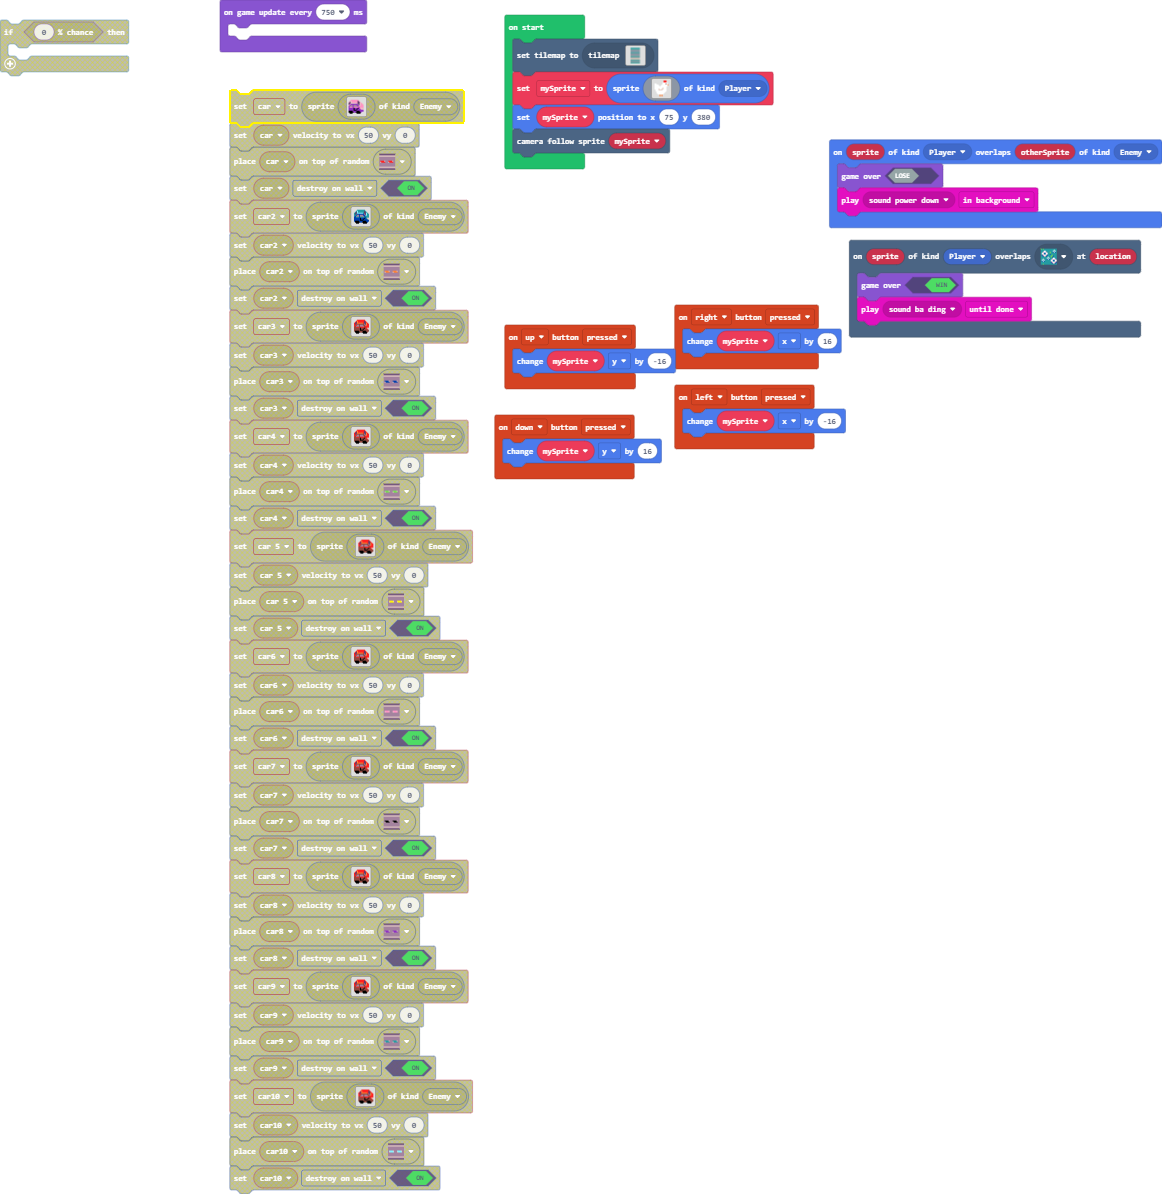 if 0 % chance then
on game update every 750 ms
set car to sprite of kind Enemy
set car velocity to vx 50 vy 0
place car on top of random
set car destroy on wall ON
set car2 to sprite of kind Enemy
set car2 velocity to vx 50 vy 0
place car2 on top of random
set car2 destroy on wall ON
set car3 to sprite of kind Enemy
set car3 velocity to vx 50 vy 0
place car3 on top of random
set car3 destroy on wall ON
set car4 to sprite of kind Enemy
set car4 velocity to vx 50 vy 0
place car4 on top of random
set car4 destroy on wall ON
set car 5 to sprite of kind Enemy
set car 5 velocity to vx 50 vy 0
place car 5 on top of random
set car 5 destroy on wall ON
set car6 to sprite of kind Enemy
set car6 velocity to vx 50 vy 0
place car6 on top of random
set car6 destroy on wall ON
set car7 to sprite of kind Enemy
set car7 velocity to vx 50 vy 0
place car7 on top of random
set car7 destroy on wall ON
set car8 to sprite of kind Enemy
set car8 velocity to vx 50 vy 0
place car8 on top of random
set car8 destroy on wall ON
set car9 to sprite of kind Enemy
set car9 velocity to vx 50 vy 0
place car9 on top of random
set car9 destroy on wall ON
set car10 to sprite of kind Enemy
set car10 velocity to vx 50 vy 0
place car10 on top of random
set car10 destroy on wall ON
on start
set tilemap to tilemap
set mySprite to sprite of kind Player
set mySprite position to x 75 y 380
camera follow sprite mySprite
on sprite of kind Player overlaps otherSprite of kind Enemy
game over LOSE
play sound power down in background
on sprite of kind Player overlaps at location
game over WIN
play sound ba ding until done
on up button pressed
change mySprite y by -16
on right button pressed
change mySprite x by 16
on down button pressed
change mySprite y by 16
on left button pressed
change mySprite x by -16